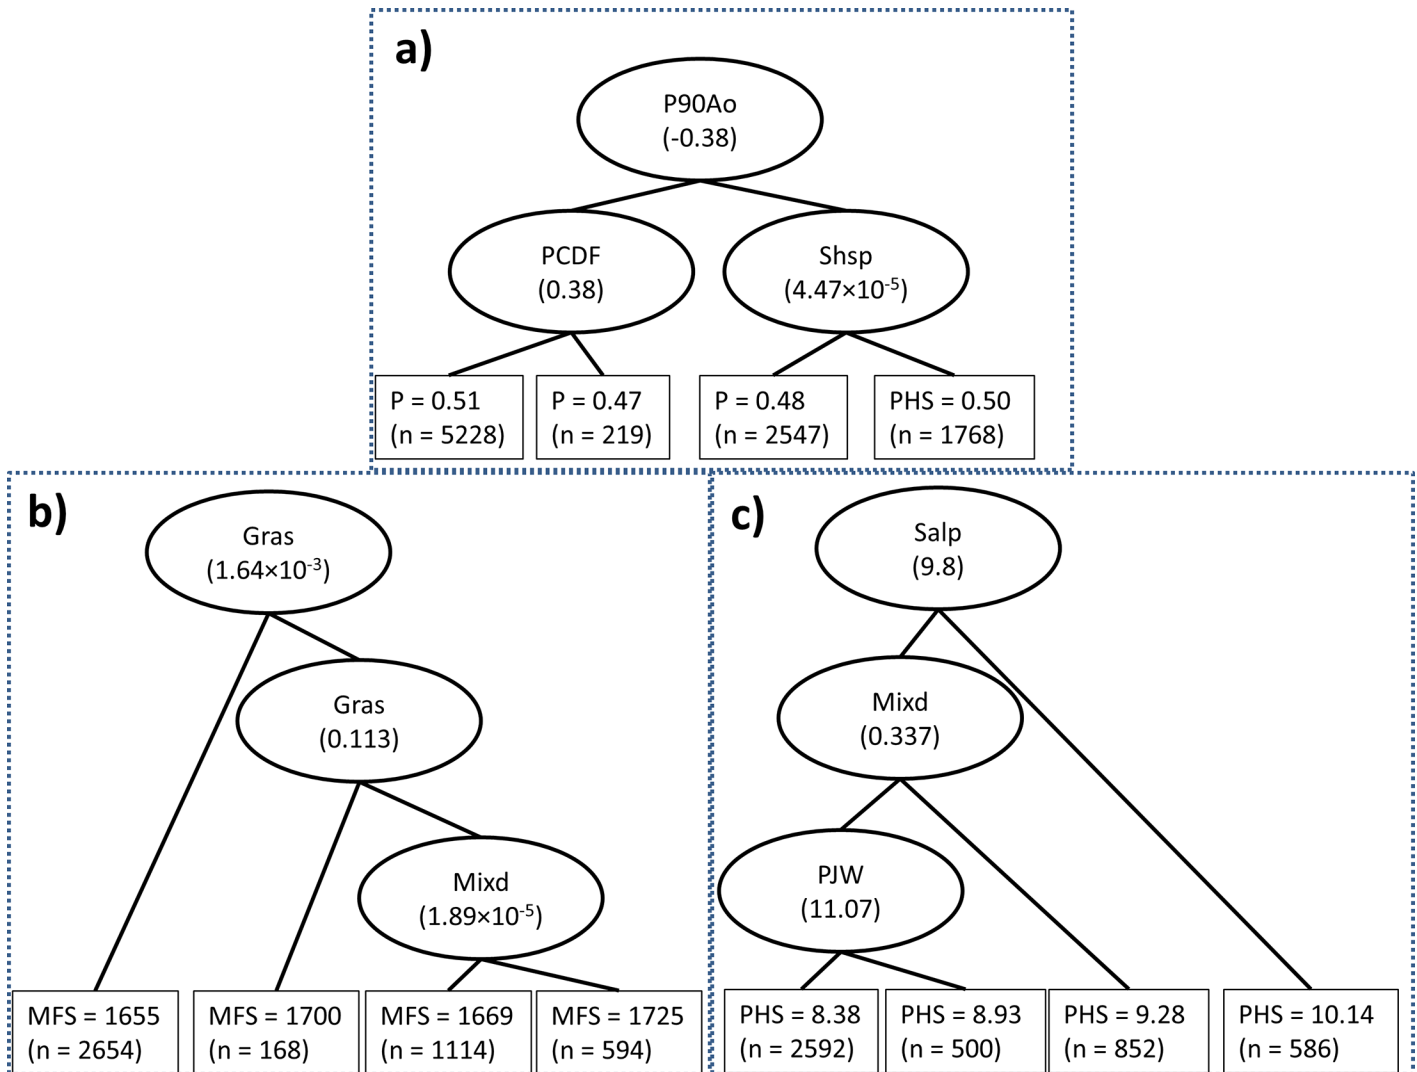 a)
P90Ao
(-0.38)
PCDF
(0.38)
Shsp
(4.47×10⁻⁵)
P = 0.51
(n = 5228)
P = 0.47
(n = 219)
P = 0.48
(n = 2547)
PHS = 0.50
(n = 1768)
b)
Gras
(1.64×10⁻³)
Gras
(0.113)
Mixd
(1.89×10⁻⁵)
MFS = 1655
(n = 2654)
MFS = 1700
(n = 168)
MFS = 1669
(n = 1114)
MFS = 1725
(n = 594)
c)
Salp
(9.8)
Mixd
(0.337)
PJW
(11.07)
PHS = 8.38
(n = 2592)
PHS = 8.93
(n = 500)
PHS = 9.28
(n = 852)
PHS = 10.14
(n = 586)